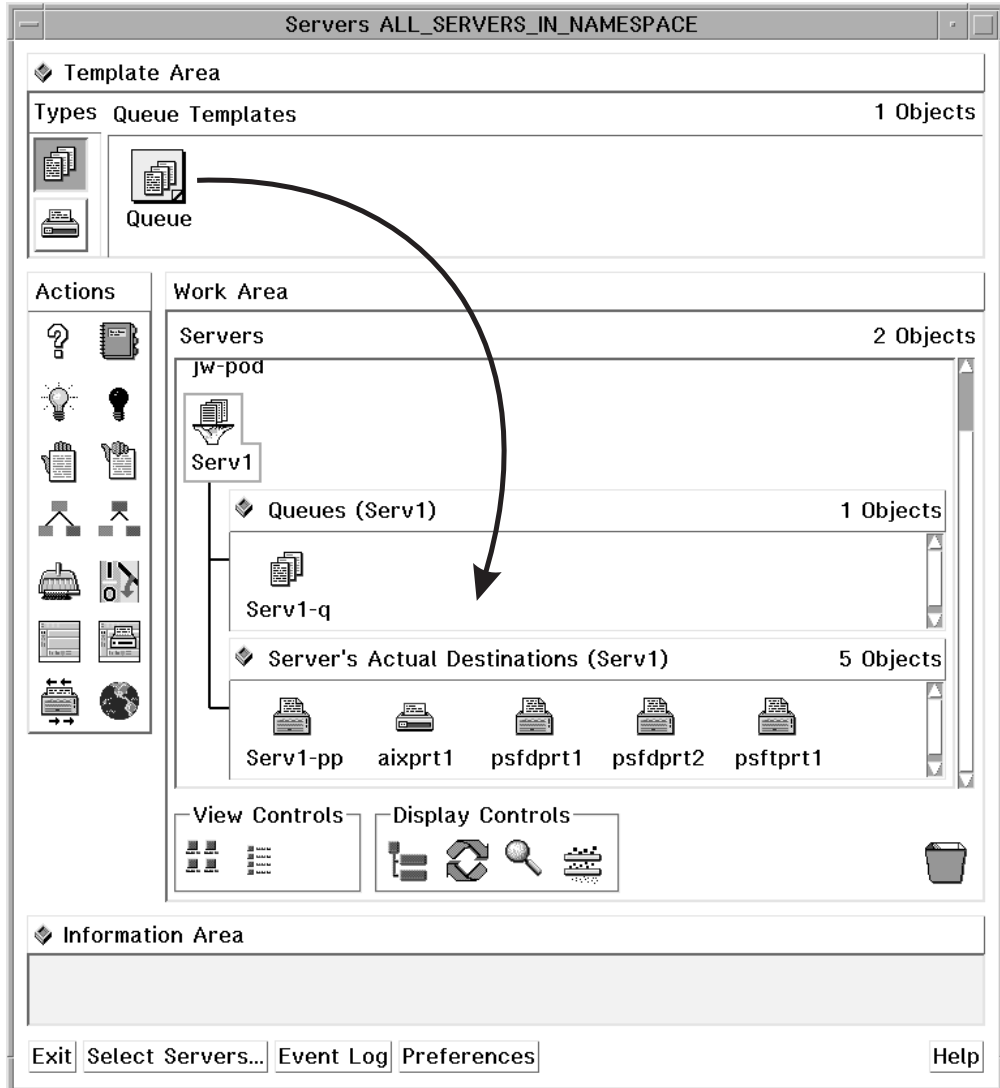 Servers ALL_SERVERS_IN_NAMESPACE
Template Area
Types Queue Templates 1 Objects
Queue
Actions
Work Area
Servers 2 Objects
jw-pod
Serv1
Queues (Serv1) 1 Objects
Serv1-q
Server's Actual Destinations (Serv1) 5 Objects
Serv1-pp aixprt1 psfdprt1 psfdprt2 psftprt1
View Controls Display Controls
Information Area
Exit Select Servers... Event Log Preferences Help